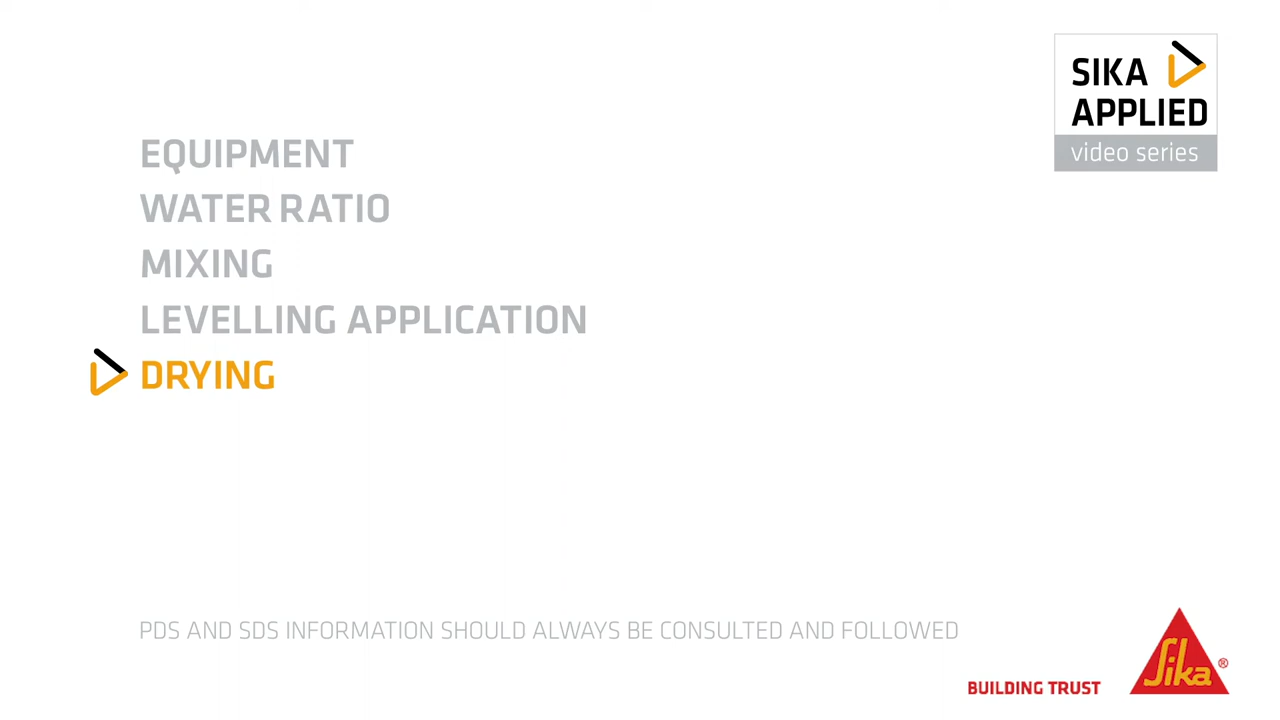 SIKA
APPLIED
video series
EQUIPMENT
WATER RATIO
MIXING
LEVELLING APPLICATION
DRYING
PDS AND SDS INFORMATION SHOULD ALWAYS BE CONSULTED AND FOLLOWED
BUILDING TRUST
Sika®